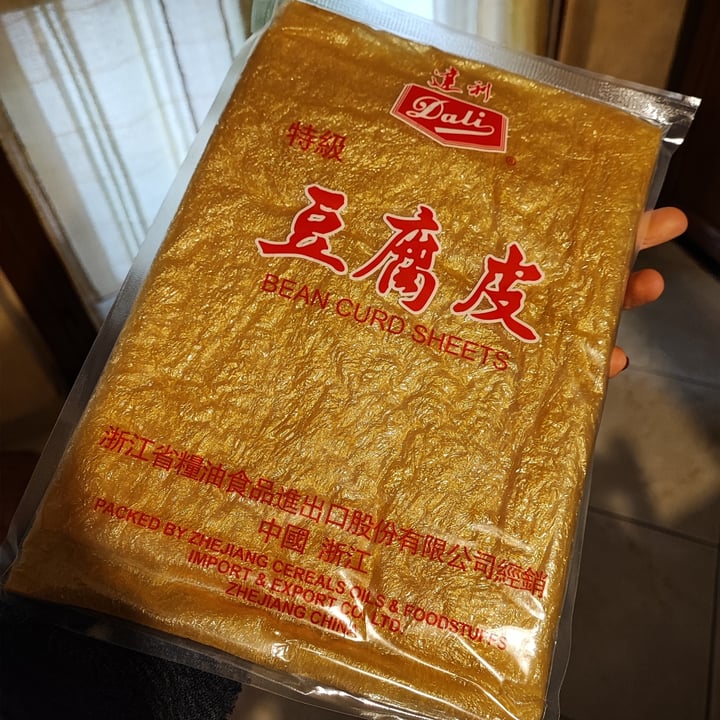 達利
Dali
®
特級
豆腐皮
BEAN CURD SHEETS
浙江省糧油食品進出口股份有限公司經銷
中國 浙江
PACKED BY ZHEJIANG CEREALS OILS & FOODSTUFFS
IMPORT & EXPORT CO., LTD.
ZHEJIANG CHINA